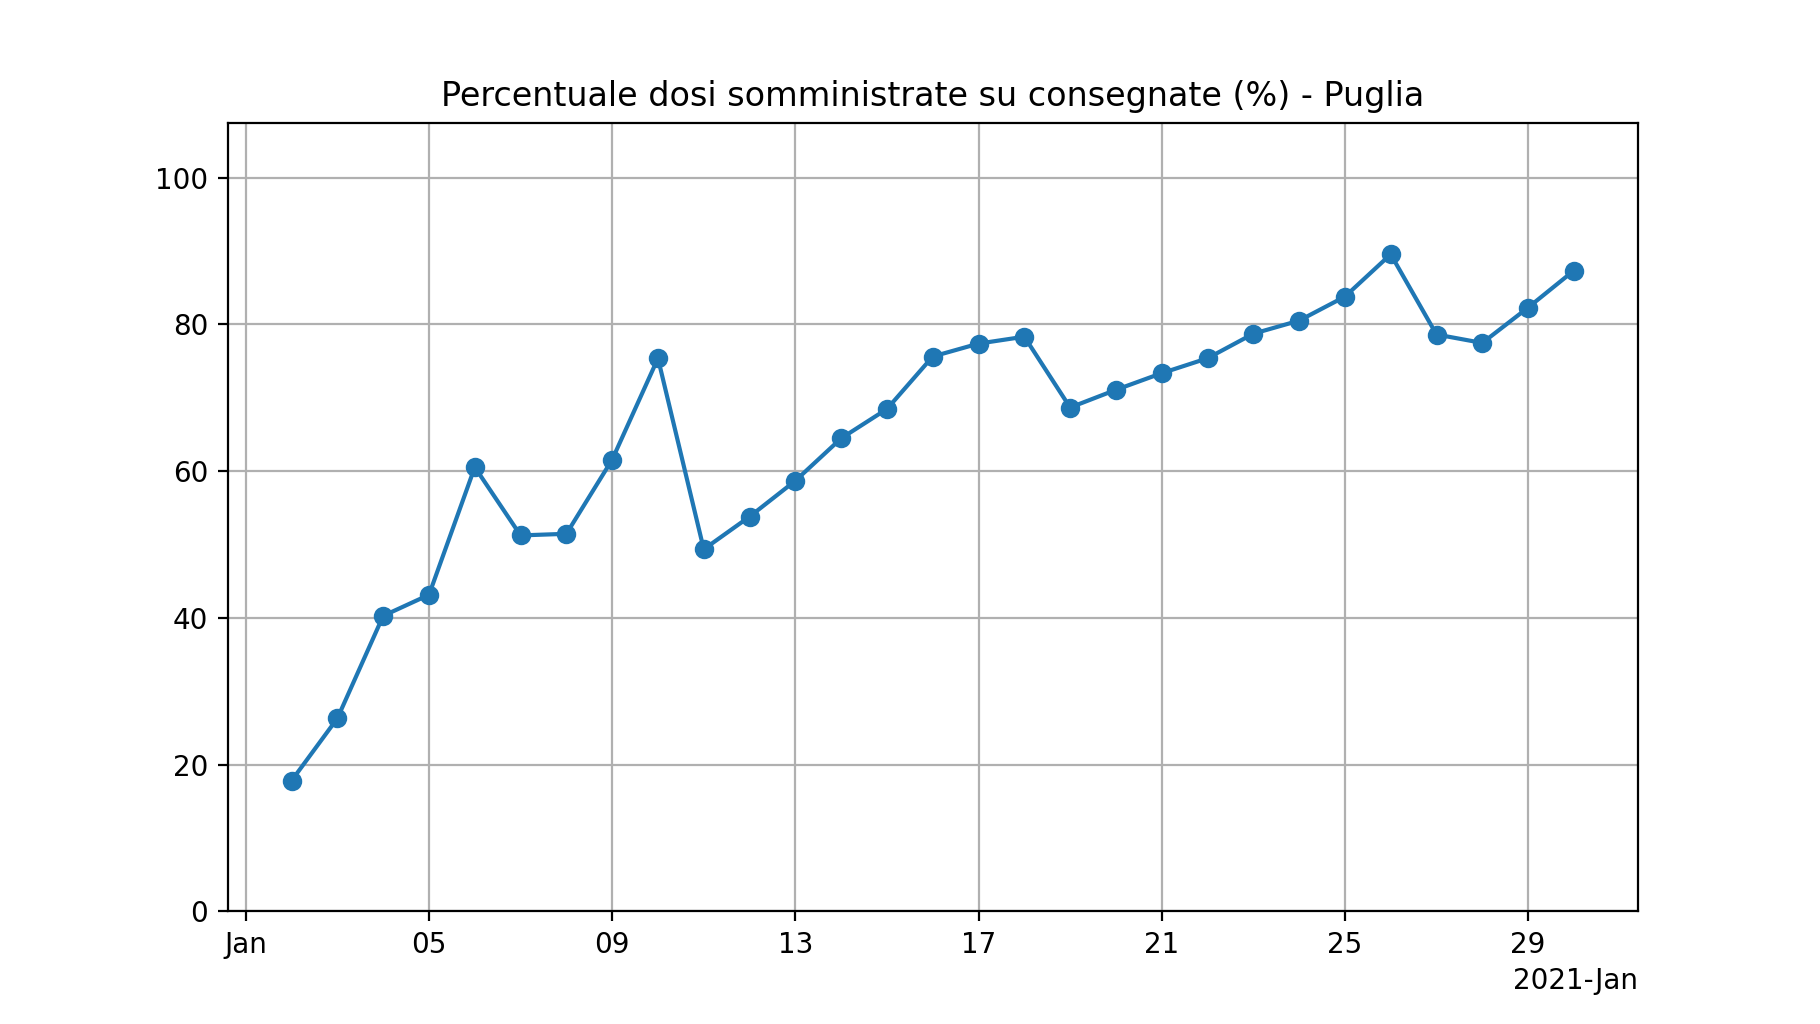 Percentuale dosi somministrate su consegnate (%) - Puglia
100
80
60
40
20
0
Jan 05 09 13 17 21 25 29
2021-Jan